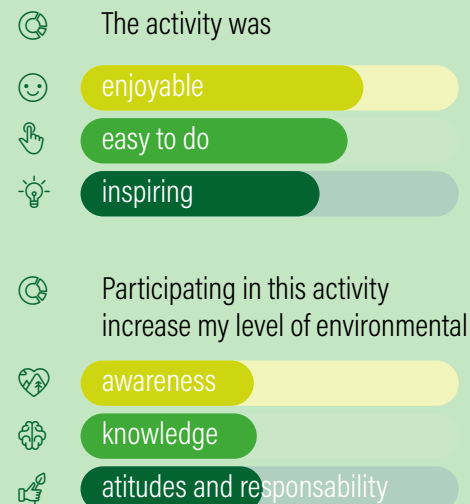 The activity was
enjoyable
easy to do
inspiring
Participating in this activity
increase my level of environmental
awareness
knowledge
atitudes and responsability